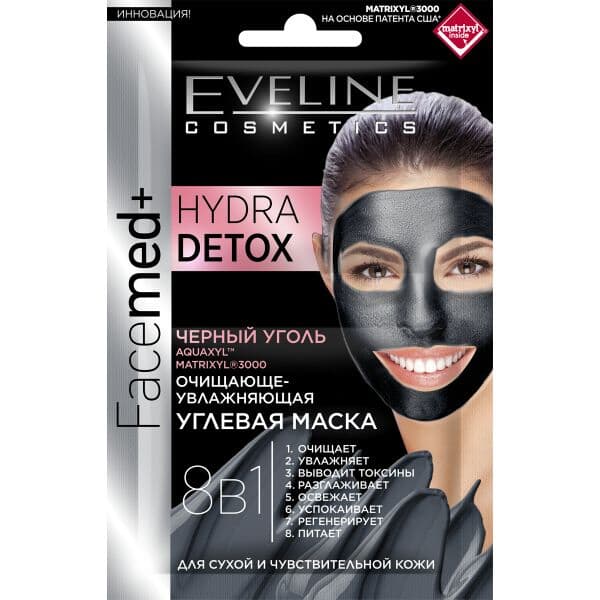 ИННОВАЦИЯ!
MATRIXYL®3000
НА ОСНОВЕ ПАТЕНТА США*
matrixyl
inside
EVELINE
COSMETICS
Facemed+
HYDRA
DETOX
ЧЕРНЫЙ УГОЛЬ
AQUAXYL™
MATRIXYL®3000
ОЧИЩАЮЩЕ-
УВЛАЖНЯЮЩАЯ
УГЛЕВАЯ МАСКА
8В1
1. ОЧИЩАЕТ
2. УВЛАЖНЯЕТ
3. ВЫВОДИТ ТОКСИНЫ
4. РАЗГЛАЖИВАЕТ
5. ОСВЕЖАЕТ
6. УСПОКАИВАЕТ
7. РЕГЕНЕРИРУЕТ
8. ПИТАЕТ
ДЛЯ СУХОЙ И ЧУВСТВИТЕЛЬНОЙ КОЖИ